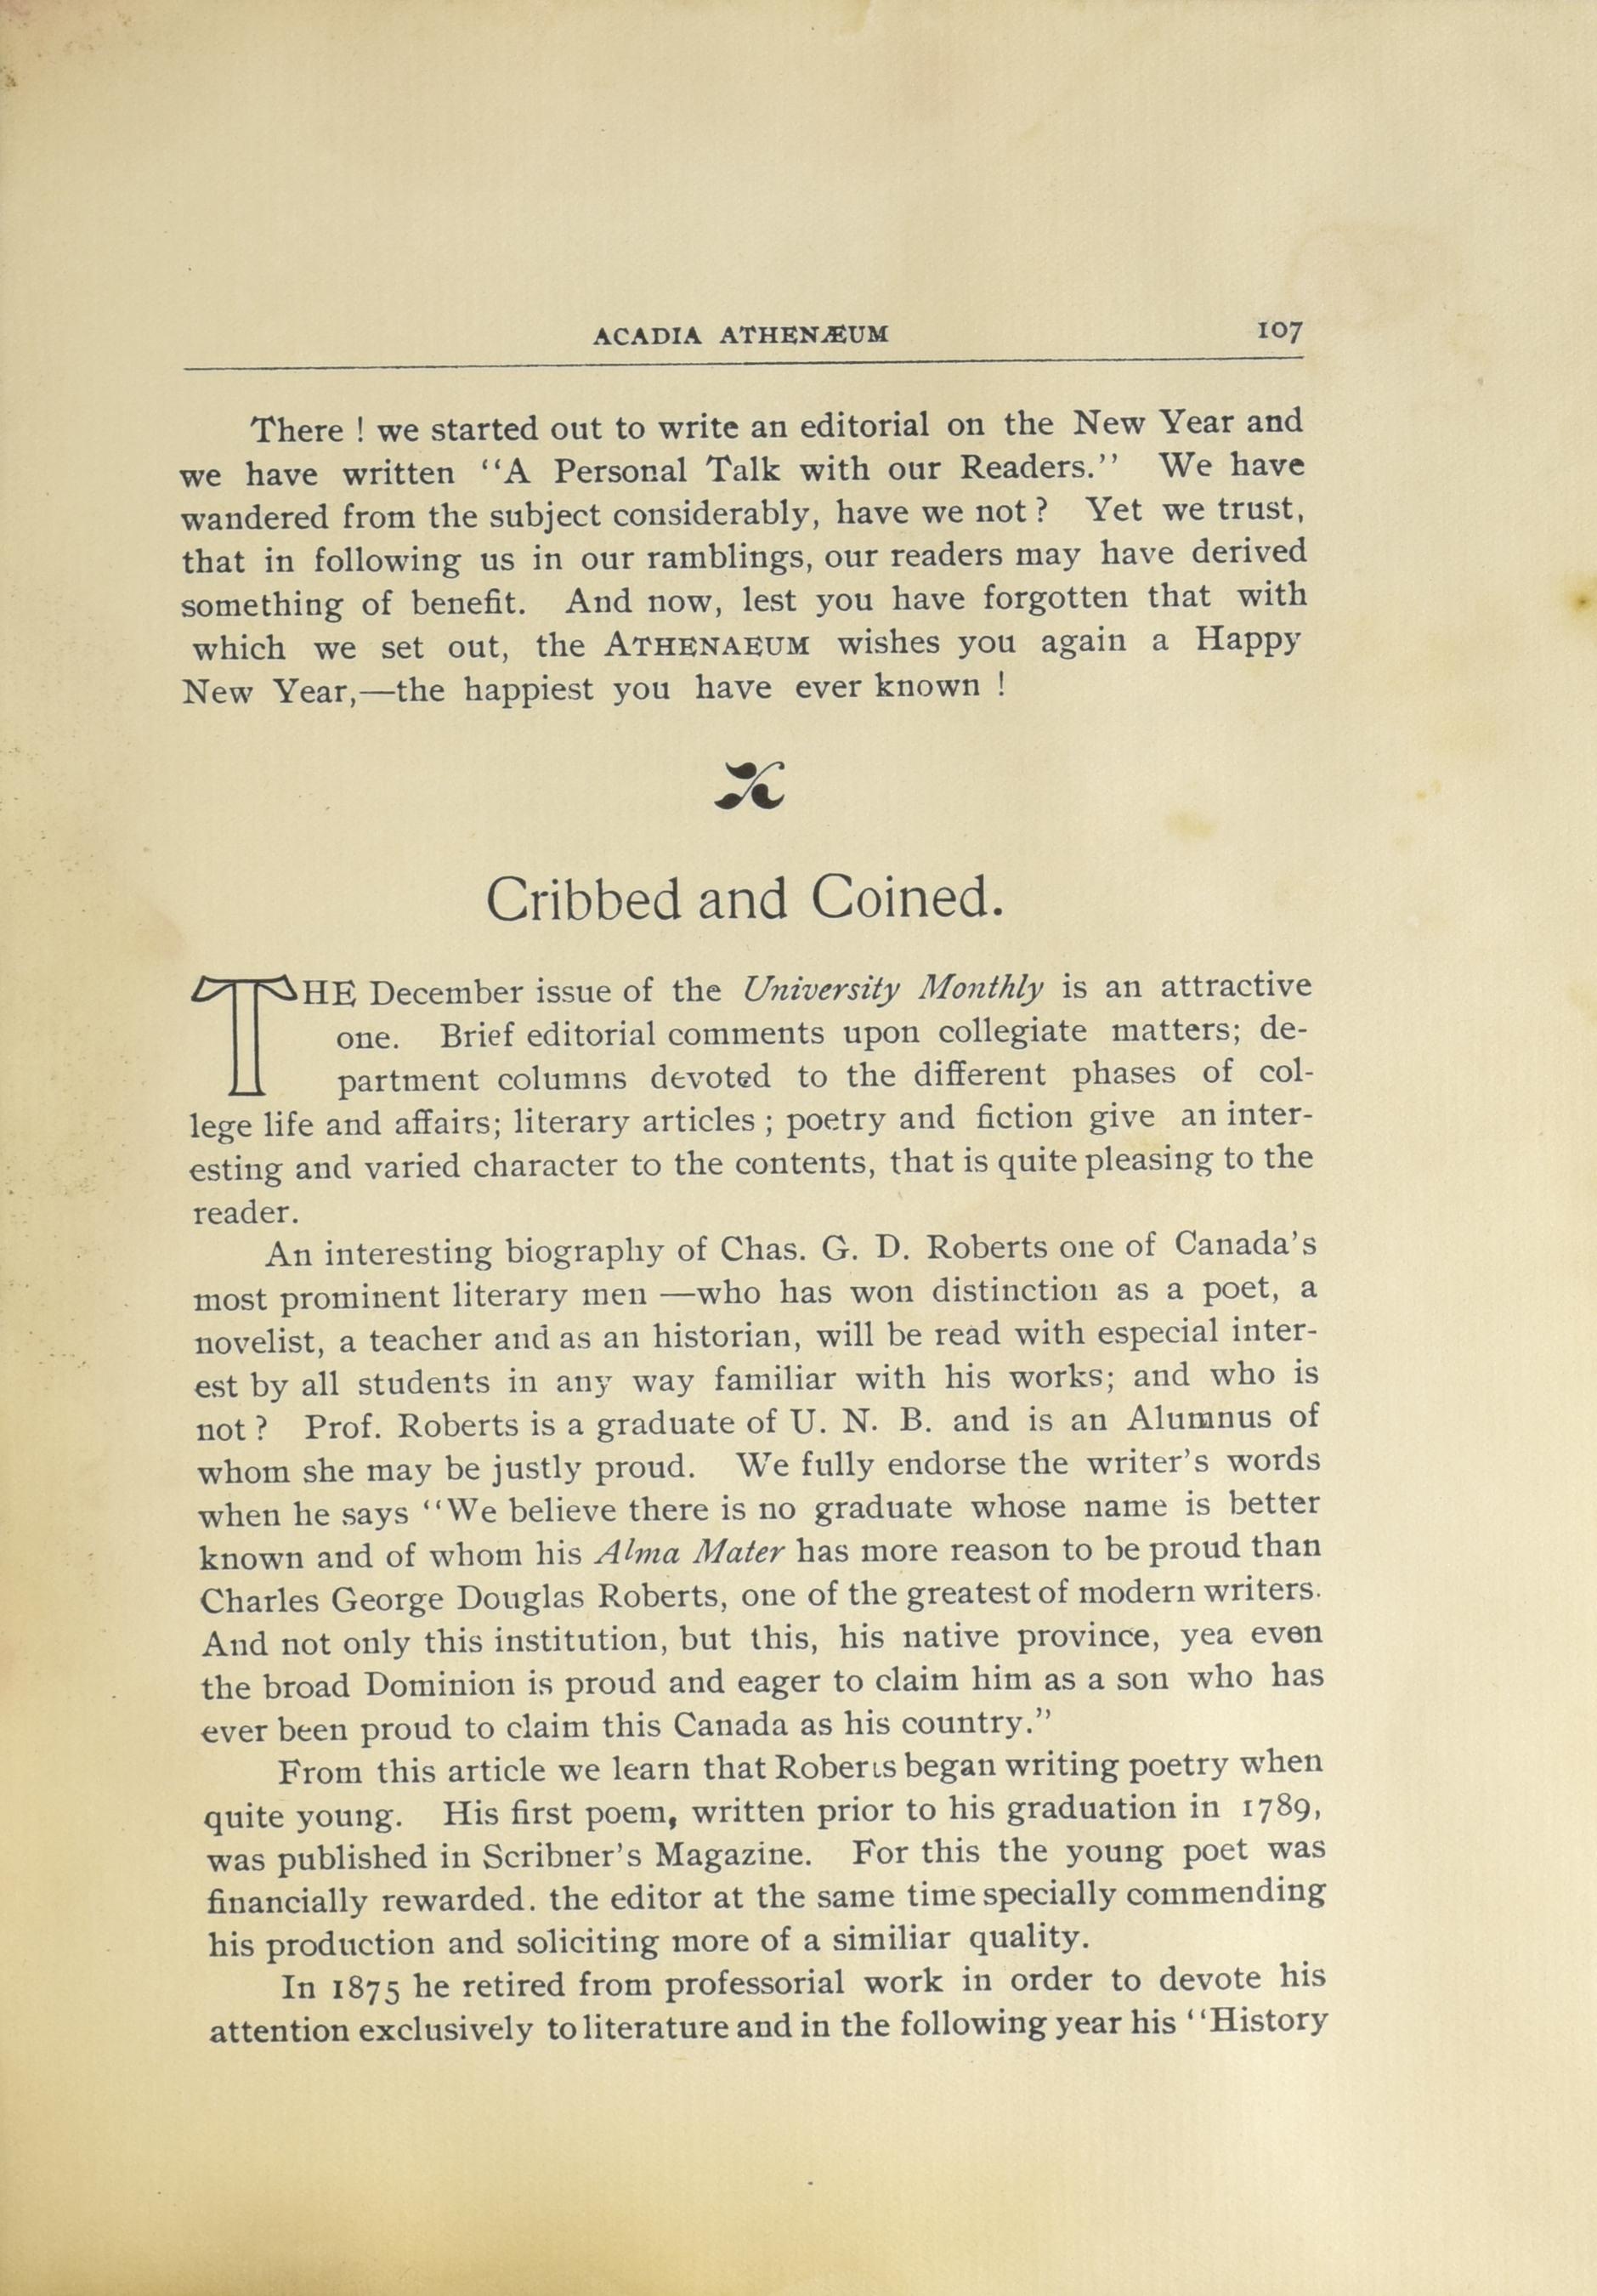 ACADIA ATHENÆUM 107
There ! we started out to write an editorial on the New Year and
we have written “A Personal Talk with our Readers.” We have
wandered from the subject considerably, have we not ? Yet we trust,
that in following us in our ramblings, our readers may have derived
something of benefit. And now, lest you have forgotten that with
which we set out, the ATHENAEUM wishes you again a Happy
New Year,—the happiest you have ever known !
Cribbed and Coined.
THE December issue of the University Monthly is an attractive
one. Brief editorial comments upon collegiate matters; de-
partment columns devoted to the different phases of col-
lege life and affairs; literary articles ; poetry and fiction give an inter-
esting and varied character to the contents, that is quite pleasing to the
reader.
An interesting biography of Chas. G. D. Roberts one of Canada’s
most prominent literary men —who has won distinction as a poet, a
novelist, a teacher and as an historian, will be read with especial inter-
est by all students in any way familiar with his works; and who is
not ? Prof. Roberts is a graduate of U. N. B. and is an Alumnus of
whom she may be justly proud. We fully endorse the writer’s words
when he says “We believe there is no graduate whose name is better
known and of whom his Alma Mater has more reason to be proud than
Charles George Douglas Roberts, one of the greatest of modern writers.
And not only this institution, but this, his native province, yea even
the broad Dominion is proud and eager to claim him as a son who has
ever been proud to claim this Canada as his country.”
From this article we learn that Roberts began writing poetry when
quite young. His first poem, written prior to his graduation in 1789,
was published in Scribner’s Magazine. For this the young poet was
financially rewarded. the editor at the same time specially commending
his production and soliciting more of a similiar quality.
In 1875 he retired from professorial work in order to devote his
attention exclusively to literature and in the following year his “History